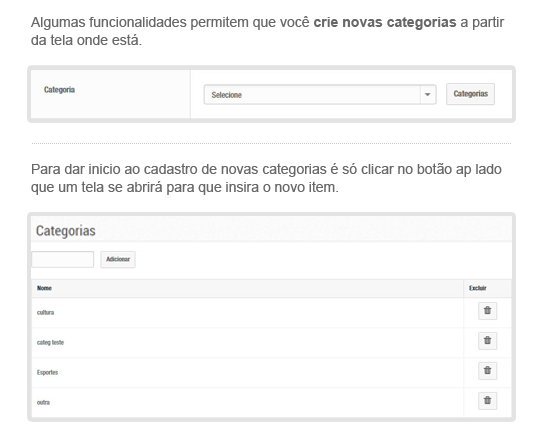 Algumas funcionalidades permitem que você crie novas categorias a partir
da tela onde está.
Categoria
Selecione
Categorias
Para dar inicio ao cadastro de novas categorias é só clicar no botão ap lado
que um tela se abrirá para que insira o novo item.
Categorias
Adicionar
Nome Excluir
cultura
categ teste
Esportes
outra